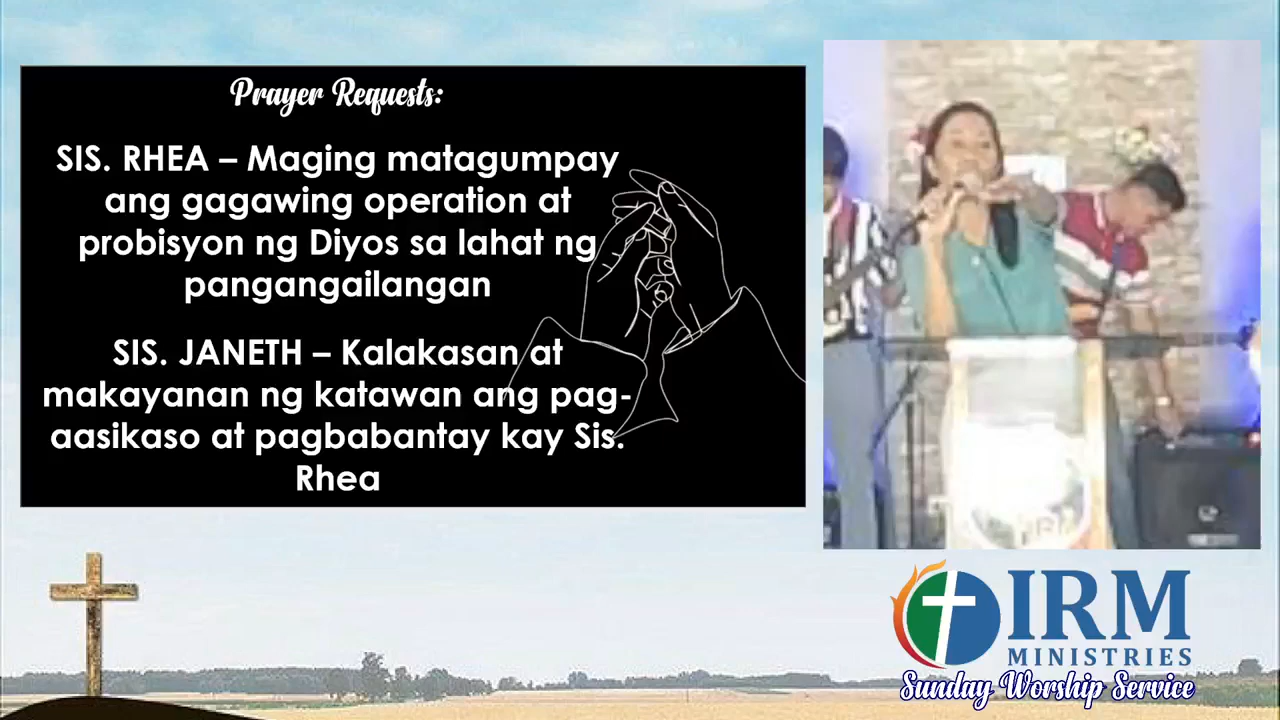 Prayer Requests:
SIS. RHEA – Maging matagumpay
ang gagawing operation at
probisyon ng Diyos sa lahat ng
pangangailangan
SIS. JANETH – Kalakasan at
makayanan ng katawan ang pag-
aasikaso at pagbabantay kay Sis.
Rhea
IRM
MINISTRIES
Sunday Worship Service